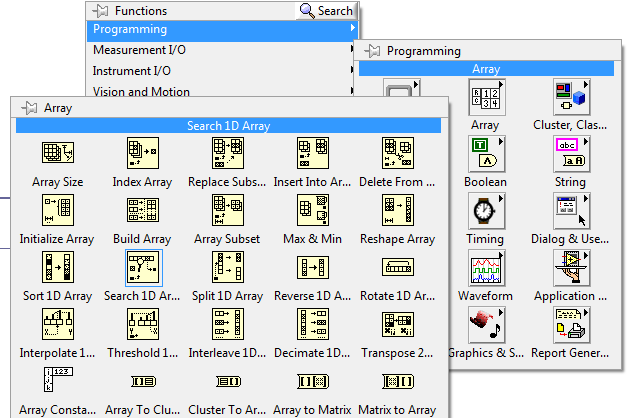 Functions
Search
Programming
Measurement I/O
Instrument I/O
Vision and Motion
Programming
Array
Array
Cluster, Clas...
Boolean
String
Timing
Dialog & Use...
Waveform
Application ...
Graphics & S...
Report Gener...
Array
Search 1D Array
Array Size
Index Array
Replace Subs...
Insert Into Ar...
Delete From ...
Initialize Array
Build Array
Array Subset
Max & Min
Reshape Array
Sort 1D Array
Search 1D Ar...
Split 1D Array
Reverse 1D A...
Rotate 1D Ar...
Interpolate 1...
Threshold 1...
Interleave 1D...
Decimate 1D...
Transpose 2...
Array Consta...
Array To Clu...
Cluster To Ar...
Array to Matrix
Matrix to Array